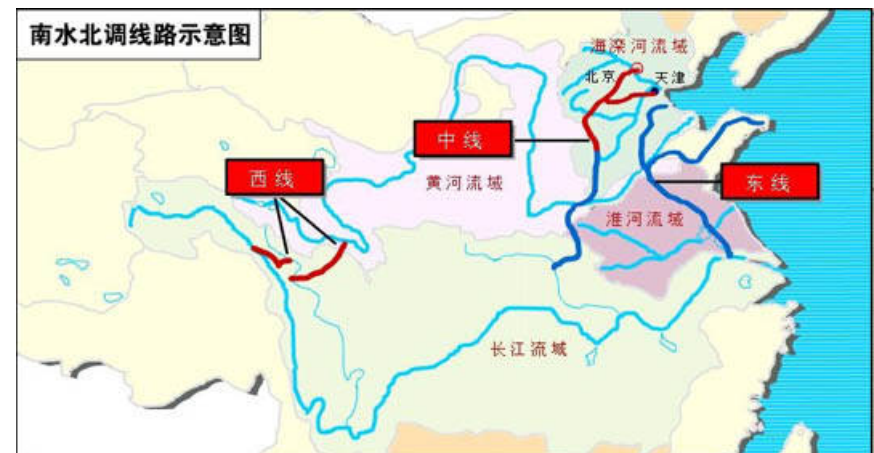 南水北调线路示意图
海滦河流域
北京
天津
中线
西线
黄河流域
东线
淮河流域
长江流域